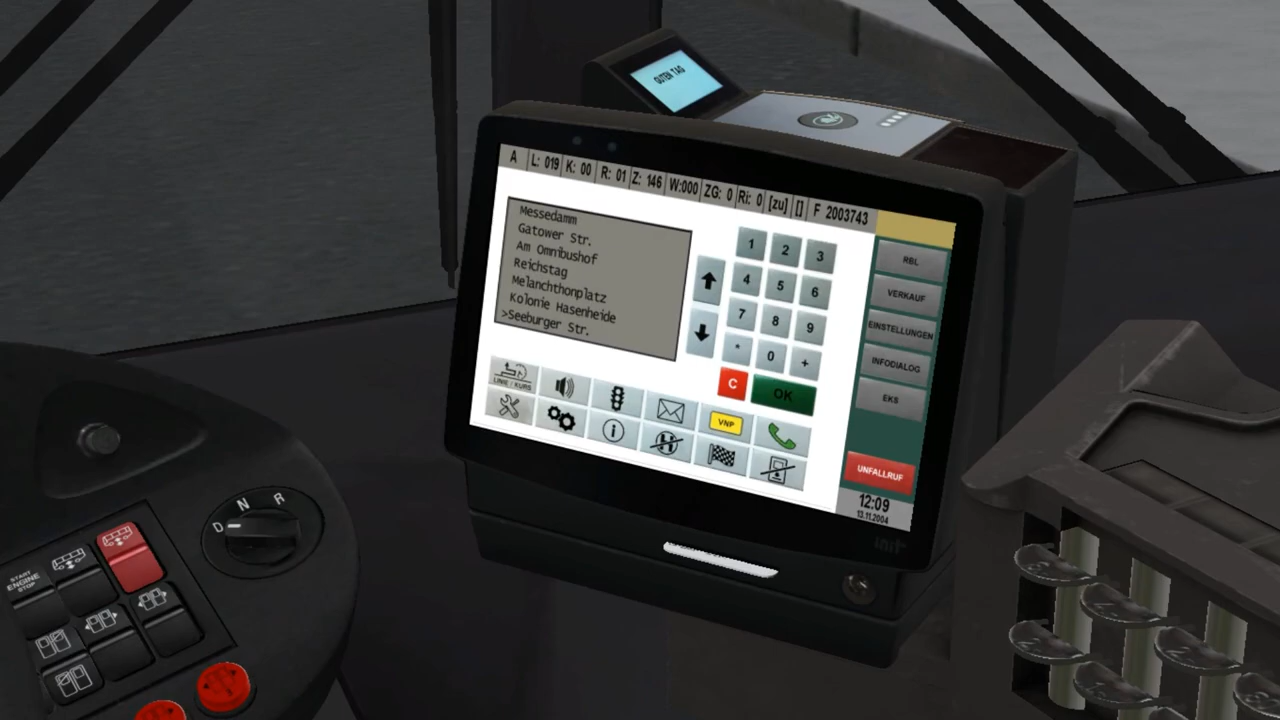 GUTEN TAG
A L: 019 K: 00 R: 01 Z: 146 W:000 ZG: 0 Ri: 0 [zu] [] F 2003743
Messedamm
Gatower Str.
Am Omnibushof
Reichstag
Melanchthonplatz
Kolonie Hasenheide
>Seeburger Str.
1 2 3
4 5 6
7 8 9
* 0 +
C OK
LINIE / KURS
VNP
RBL
VERKAUF
EINSTELLUNGEN
INFODIALOG
EKS
UNFALLRUF
12:09
13.11.2004
init
D N R
START
ENGINE
STOP